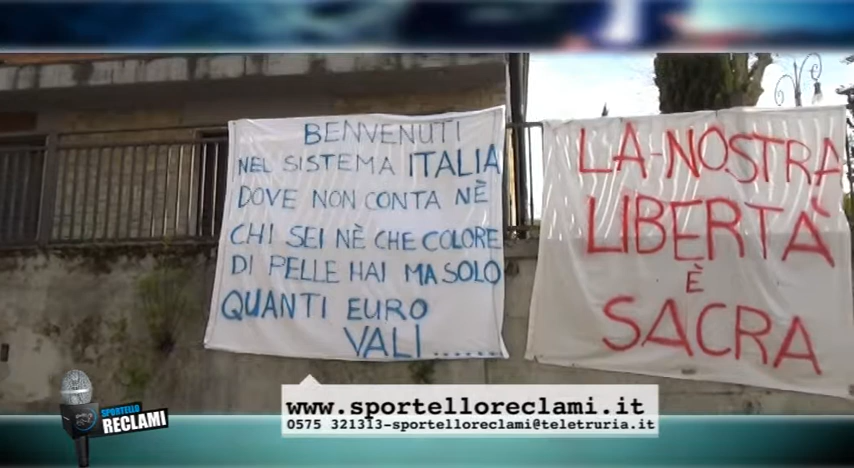 BENVENUTI
NEL SISTEMA ITALIA
DOVE NON CONTA NÈ
CHI SEI NÈ CHE COLORE
DI PELLE HAI MA SOLO
QUANTI EURO
VALI.......
LA NOSTRA
LIBERTÀ
È
SACRA
www.sportelloreclami.it
0575 321313-sportelloreclami@teletruria.it
SPORTELLO
RECLAMI